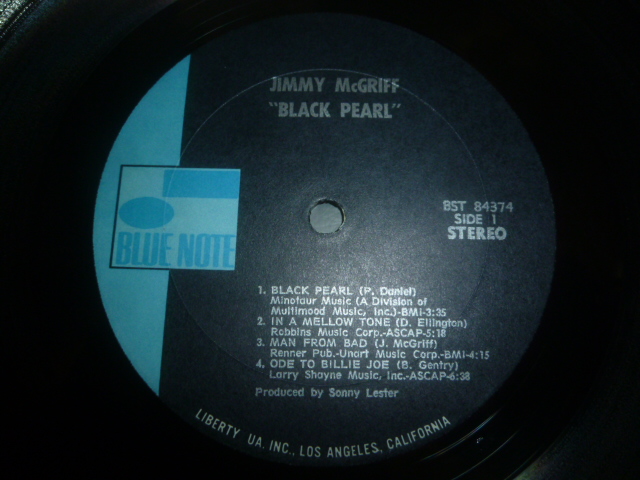 JIMMY McGRIFF
"BLACK PEARL"
BLUE NOTE
BST 84374
SIDE 1
STEREO
1. BLACK PEARL (P. Daniel)
Minotaur Music (A Division of
Multimood Music, Inc.)-BMI-3:35
2. IN A MELLOW TONE (D. Ellington)
Robbins Music Corp.-ASCAP-5:18
3. MAN FROM BAD (J. McGriff)
Renner Pub.-Unart Music Corp.-BMI-4:15
4. ODE TO BILLIE JOE (B. Gentry)
Larry Shayne Music, Inc.-ASCAP-6:38
Produced by Sonny Lester
LIBERTY UA, INC., LOS ANGELES, CALIFORNIA